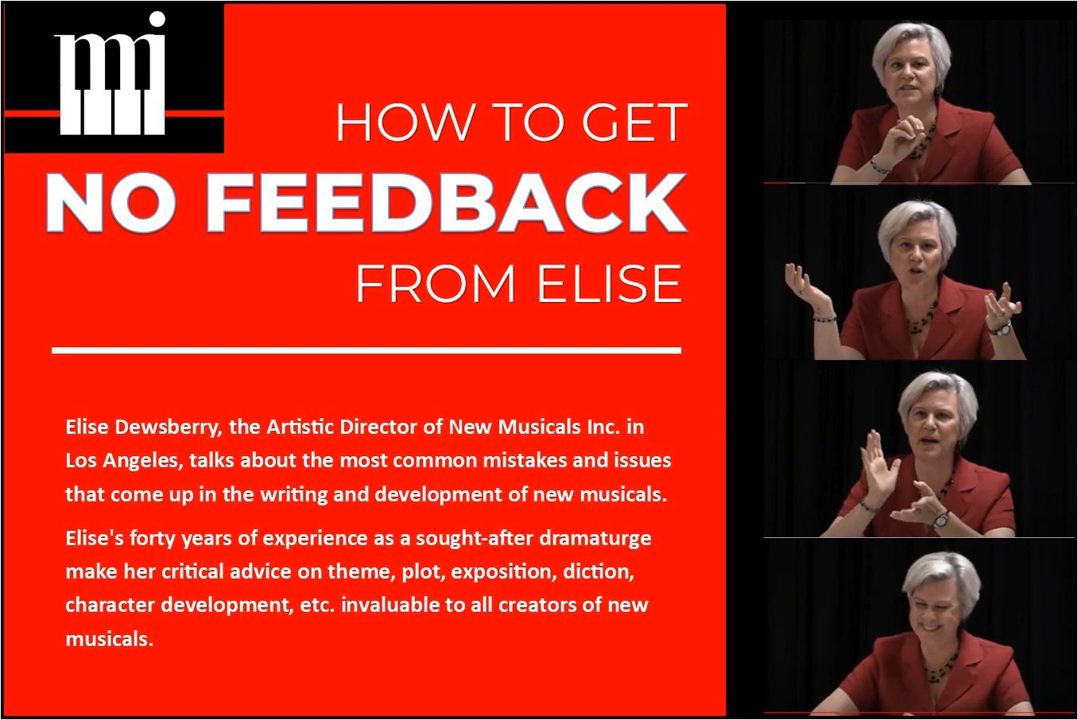 mi
HOW TO GET
NO FEEDBACK
FROM ELISE
Elise Dewsberry, the Artistic Director of New Musicals Inc. in
Los Angeles, talks about the most common mistakes and issues
that come up in the writing and development of new musicals.
Elise's forty years of experience as a sought-after dramaturge
make her critical advice on theme, plot, exposition, diction,
character development, etc. invaluable to all creators of new
musicals.